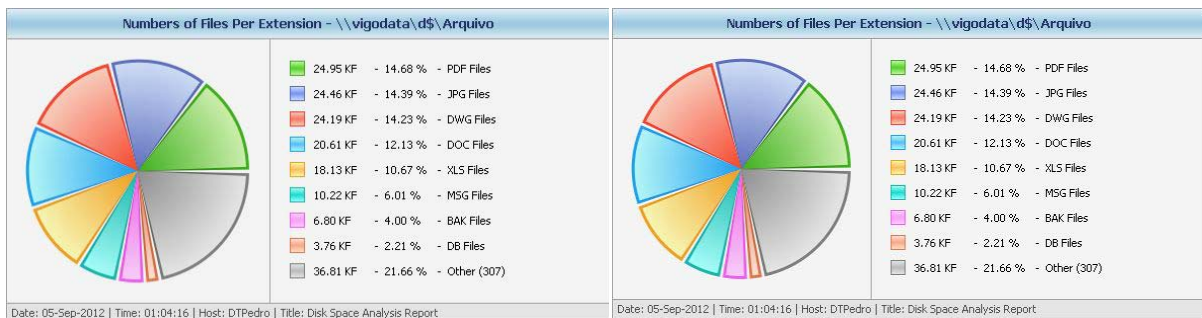 Numbers of Files Per Extension - \\vigodata\d$\Arquivo
24.95 KF - 14.68 % - PDF Files
24.46 KF - 14.39 % - JPG Files
24.19 KF - 14.23 % - DWG Files
20.61 KF - 12.13 % - DOC Files
18.13 KF - 10.67 % - XLS Files
10.22 KF - 6.01 % - MSG Files
6.80 KF - 4.00 % - BAK Files
3.76 KF - 2.21 % - DB Files
36.81 KF - 21.66 % - Other (307)
Date: 05-Sep-2012 | Time: 01:04:16 | Host: DTPedro | Title: Disk Space Analysis Report
Numbers of Files Per Extension - \\vigodata\d$\Arquivo
24.95 KF - 14.68 % - PDF Files
24.46 KF - 14.39 % - JPG Files
24.19 KF - 14.23 % - DWG Files
20.61 KF - 12.13 % - DOC Files
18.13 KF - 10.67 % - XLS Files
10.22 KF - 6.01 % - MSG Files
6.80 KF - 4.00 % - BAK Files
3.76 KF - 2.21 % - DB Files
36.81 KF - 21.66 % - Other (307)
Date: 05-Sep-2012 | Time: 01:04:16 | Host: DTPedro | Title: Disk Space Analysis Report